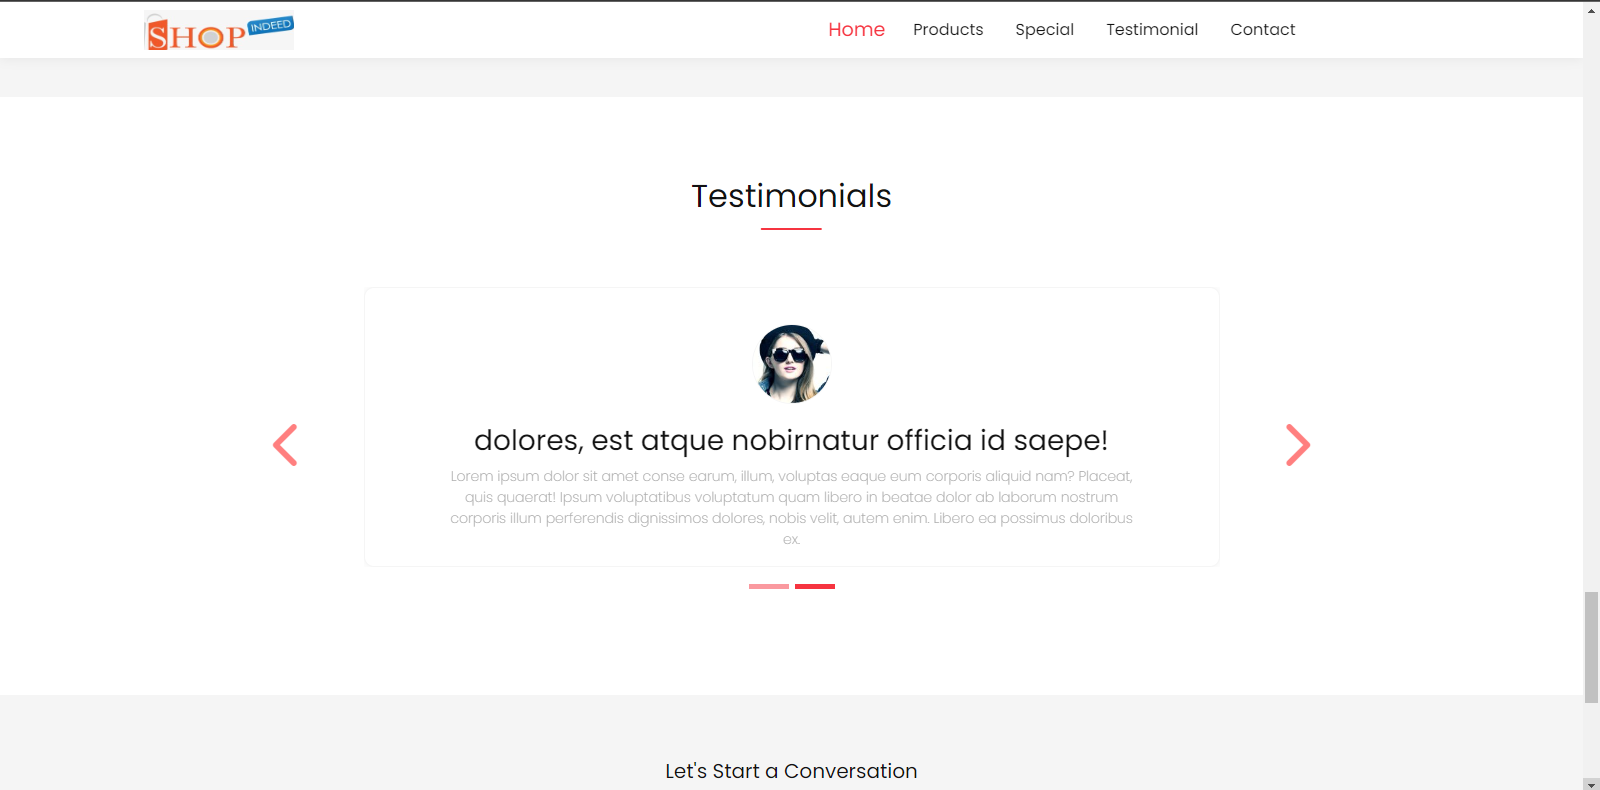 SHOP INDEED
Home Products Special Testimonial Contact
Testimonials
dolores, est atque nobirnatur officia id saepe!
Lorem ipsum dolor sit amet conse earum, illum, voluptas eaque eum corporis aliquid nam? Placeat,
quis quaerat! Ipsum voluptatibus voluptatum quam libero in beatae dolor ab laborum nostrum
corporis illum perferendis dignissimos dolores, nobis velit, autem enim. Libero ea possimus doloribus
ex.
Let's Start a Conversation